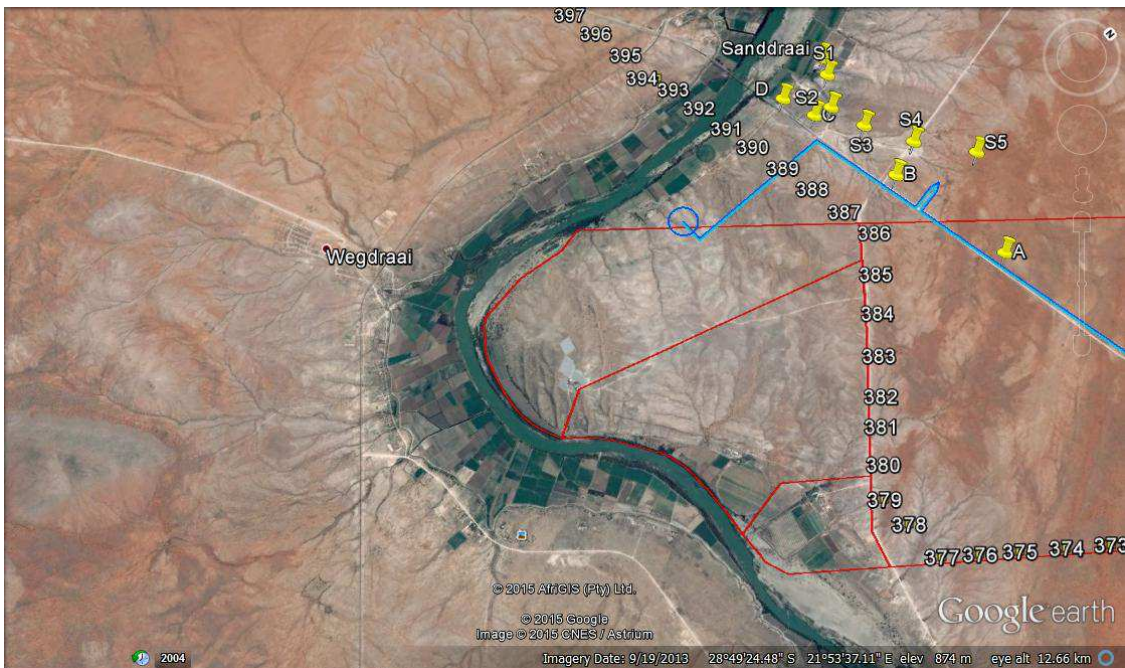 397
396
Sanddraai
S1
395
394
393
D
S2
392
C
391
S3
S4
S5
390
B
389
388
387
386
A
Wegdraai
385
384
383
382
381
380
379
378
377
376
375
374
373
N
© 2015 AfriGIS (Pty) Ltd.
© 2015 Google
Image © 2015 CNES / Astrium
Google earth
2004
Imagery Date: 9/19/2013 28°49'24.48" S 21°53'37.11" E elev 874 m eye alt 12.66 km